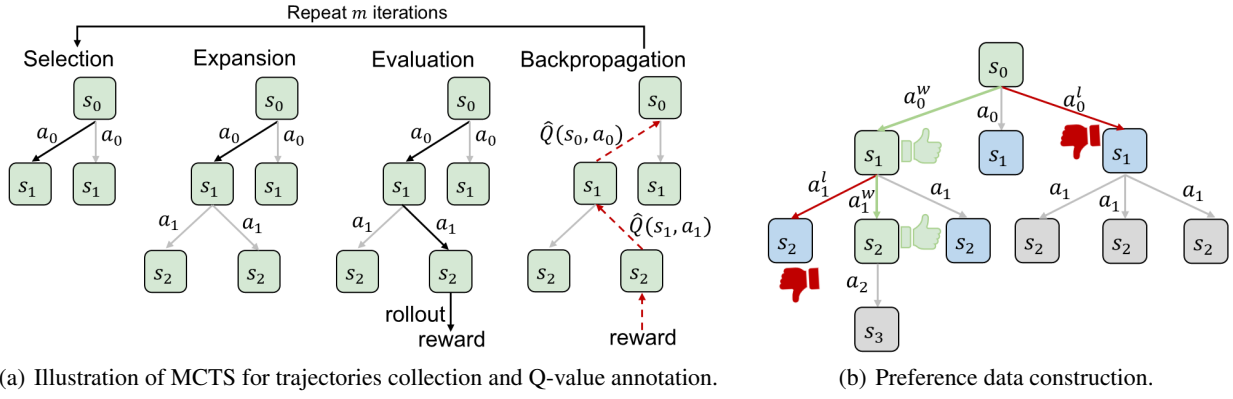 Repeat m iterations
Selection Expansion Evaluation Backpropagation
s₀ s₀ s₀ s₀ s₀
a₀ a₀ a₀ a₀ a₀ a₀ Q̂(s₀, a₀) a₀ʷ a₀ a₀ˡ
s₁ s₁ s₁ s₁ s₁ s₁ s₁ s₁ s₁ s₁ s₁
a₁ a₁ a₁ a₁ Q̂(s₁, a₁) a₁ˡ a₁ʷ a₁ a₁ a₁ a₁
s₂ s₂ s₂ s₂ s₂ s₂ s₂ s₂ s₂ s₂ s₂ s₂
rollout a₂
reward reward s₃
(a) Illustration of MCTS for trajectories collection and Q-value annotation. (b) Preference data construction.